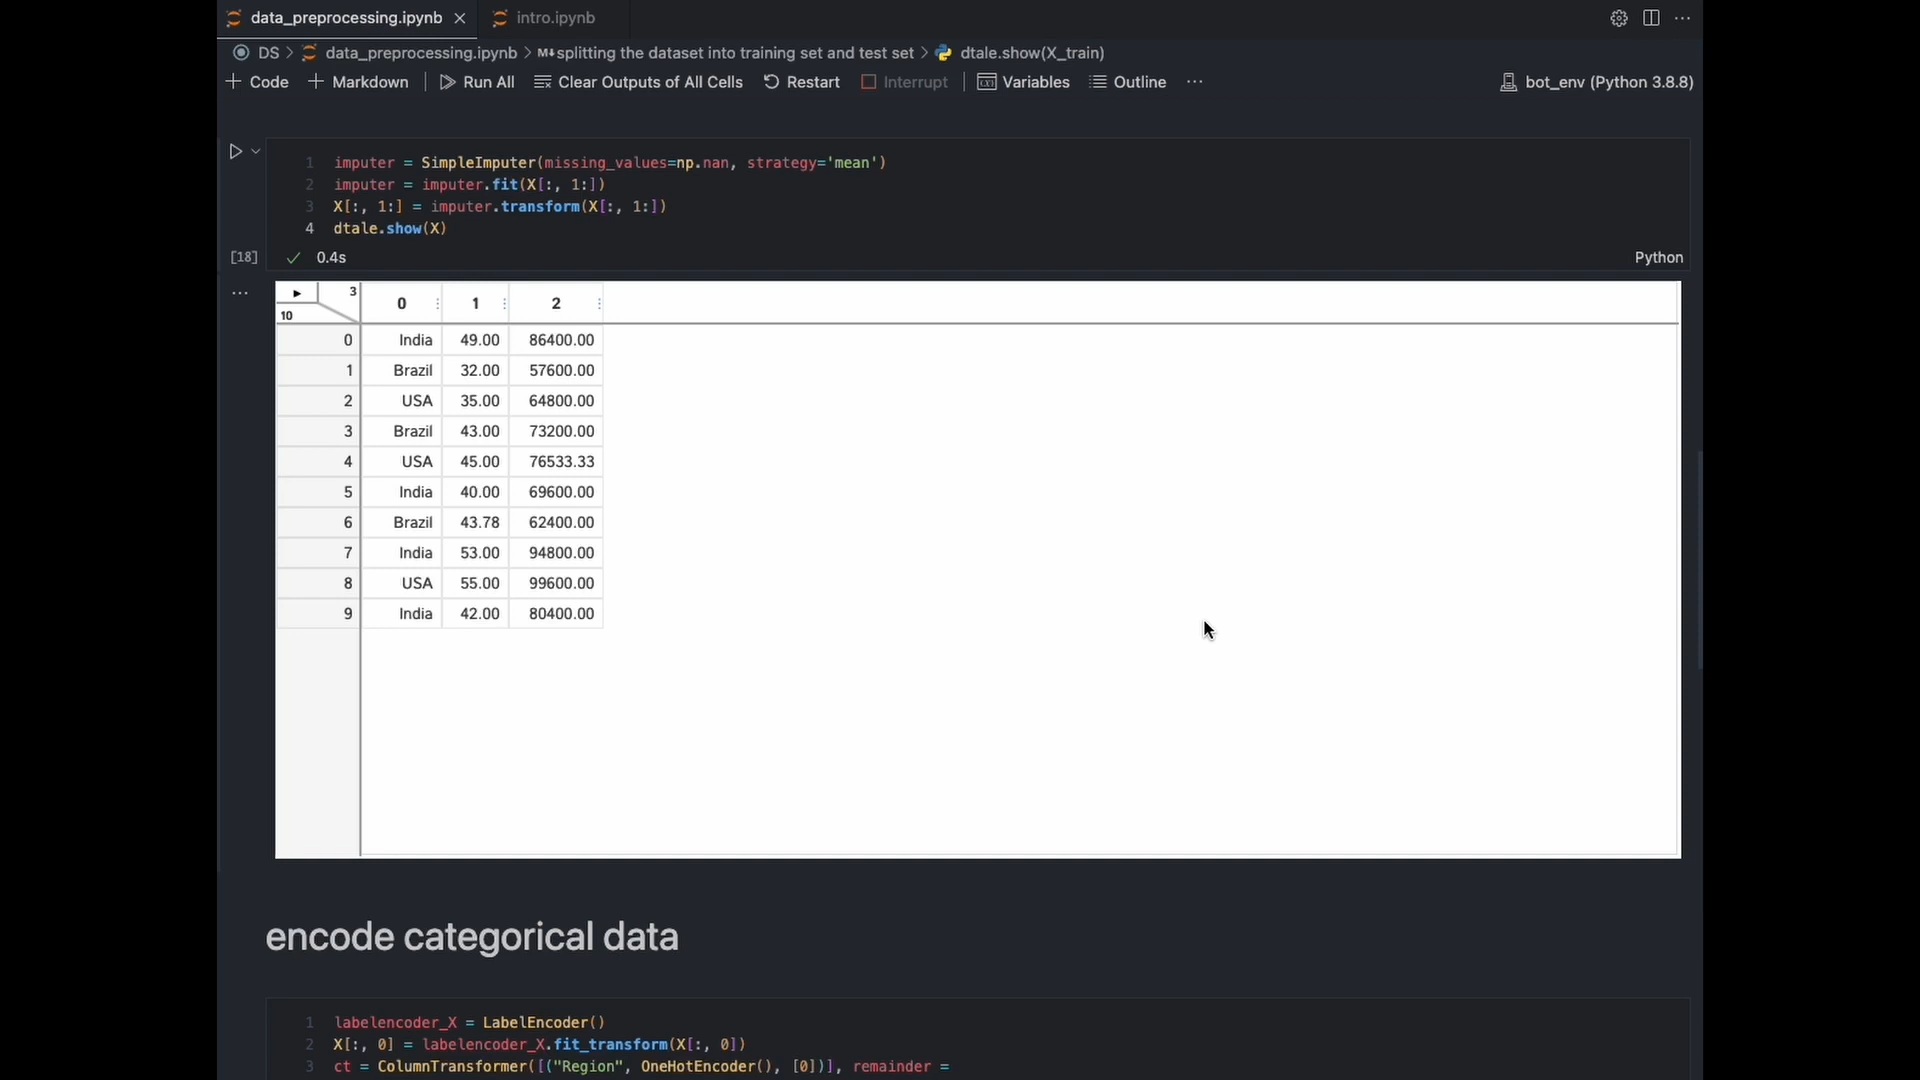 data_preprocessing.ipynb intro.ipynb
DS > data_preprocessing.ipynb > M↓splitting the dataset into training set and test set > dtale.show(X_train)
+ Code + Markdown | Run All Clear Outputs of All Cells Restart Interrupt | Variables Outline ... bot_env (Python 3.8.8)
1 imputer = SimpleImputer(missing_values=np.nan, strategy='mean')
2 imputer = imputer.fit(X[:, 1:])
3 X[:, 1:] = imputer.transform(X[:, 1:])
4 dtale.show(X)
[18] ✓ 0.4s Python
3
10 0 1 2
0 India 49.00 86400.00
1 Brazil 32.00 57600.00
2 USA 35.00 64800.00
3 Brazil 43.00 73200.00
4 USA 45.00 76533.33
5 India 40.00 69600.00
6 Brazil 43.78 62400.00
7 India 53.00 94800.00
8 USA 55.00 99600.00
9 India 42.00 80400.00
encode categorical data
1 labelencoder_X = LabelEncoder()
2 X[:, 0] = labelencoder_X.fit_transform(X[:, 0])
3 ct = ColumnTransformer([("Region", OneHotEncoder(), [0])], remainder =